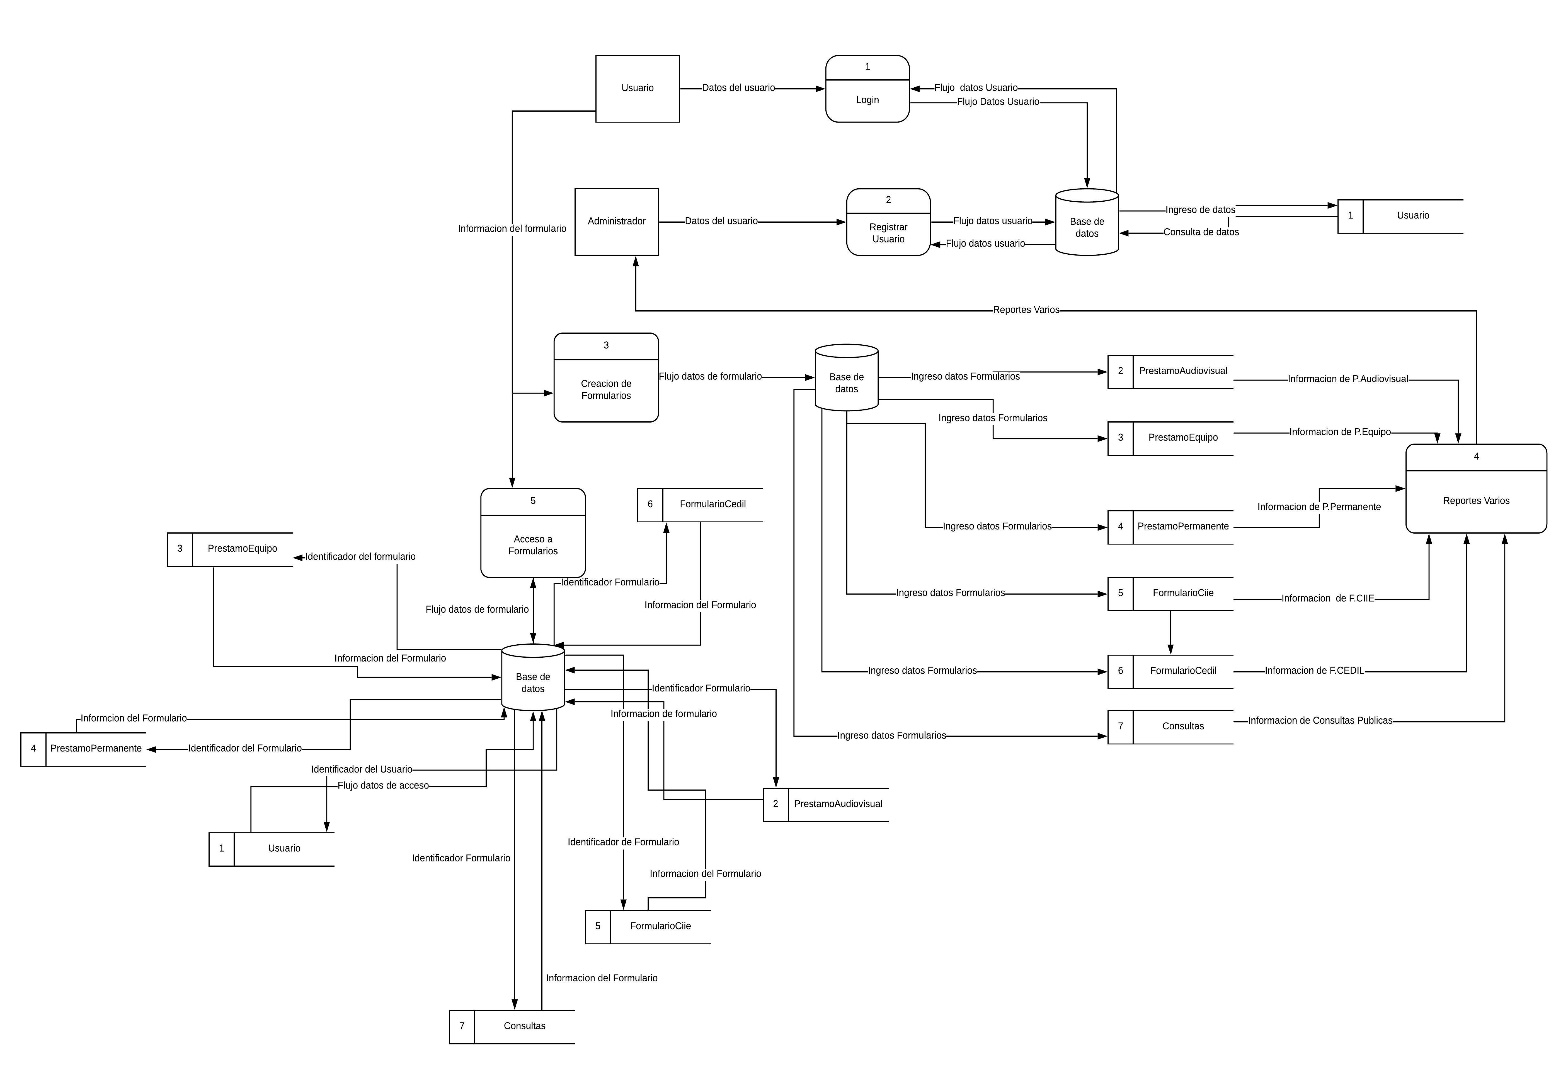 Usuario
Datos del usuario
1
Login
Flujo  datos Usuario
Flujo Datos Usuario
Informacion del formulario
Administrador
Datos del usuario
2
Registrar
Usuario
Flujo datos usuario
Flujo datos usuario
Base de
datos
Ingreso de datos
Consulta de datos
1
Usuario
Reportes Varios
3
Creacion de
Formularios
Flujo datos de formulario
Base de
datos
Ingreso datos Formularios
2
PrestamoAudiovisual
Informacion de P.Audiovisual
Ingreso datos Formularios
3
PrestamoEquipo
Informacion de P.Equipo
4
Reportes Varios
Informacion de P.Permanente
Ingreso datos Formularios
4
PrestamoPermanente
Ingreso datos Formularios
5
FormularioCiie
Informacion  de F.CIIE
Ingreso datos Formularios
6
FormularioCedil
Informacion de F.CEDIL
Ingreso datos Formularios
7
Consultas
Informacion de Consultas Publicas
5
Acceso a
Formularios
6
FormularioCedil
3
PrestamoEquipo
Identificador del formulario
Identificador Formulario
Flujo datos de formulario
Informacion del Formulario
Informacion del Formulario
Base de
datos
Identificador Formulario
Informacion de formulario
Informcion del Formulario
4
PrestamoPermanente
Identificador del Formulario
Identificador del Usuario
Flujo datos de acceso
2
PrestamoAudiovisual
1
Usuario
Identificador Formulario
Identificador de Formulario
Informacion del Formulario
5
FormularioCiie
Informacion del Formulario
7
Consultas